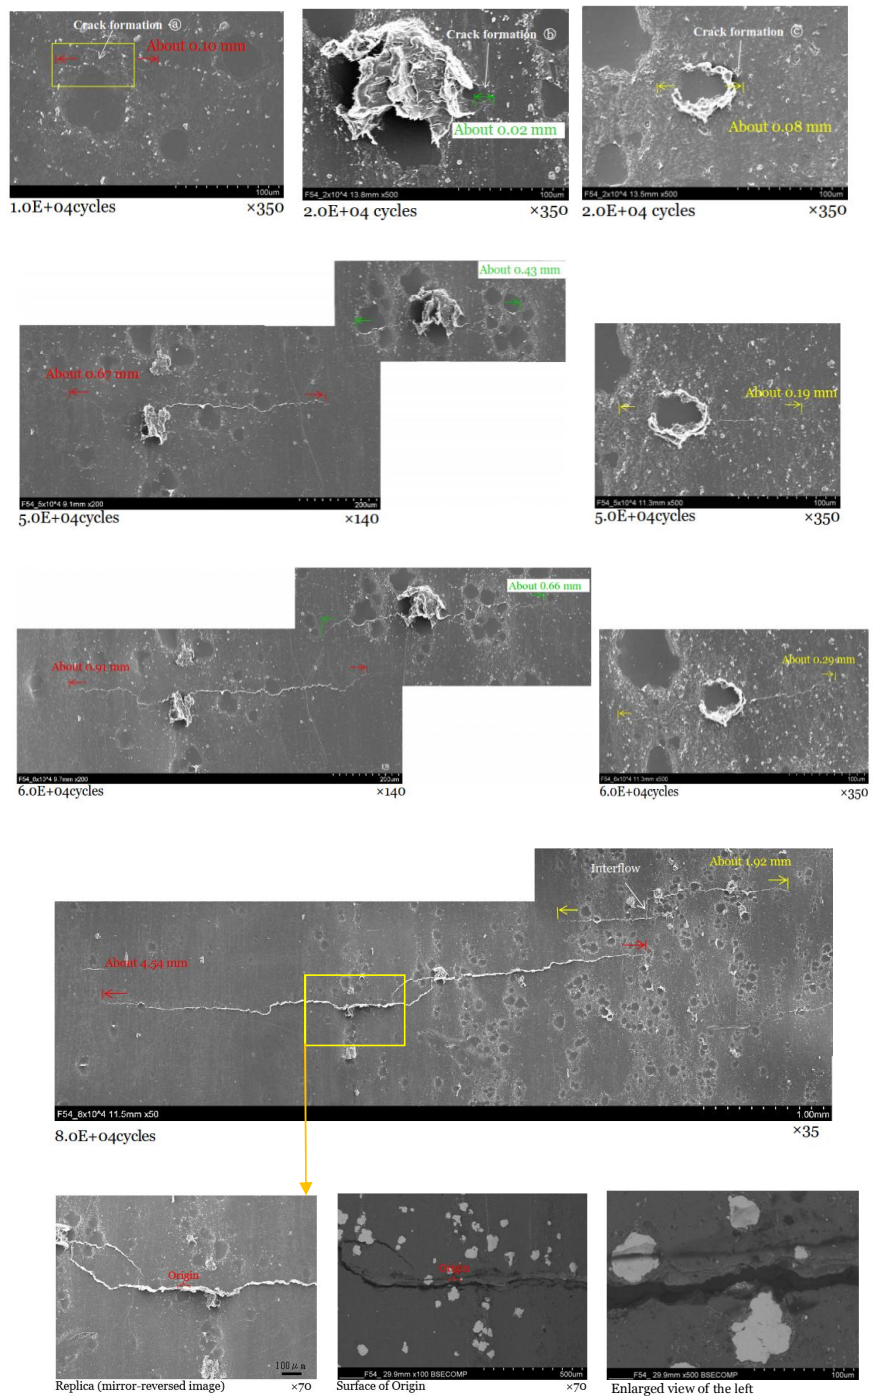 Crack formation ⓐ
About 0.10 mm
100um
1.0E+04cycles
×350
Crack formation ⓑ
About 0.02 mm
F54_2x10^4 13.8mm x500
100um
2.0E+04 cycles
×350
Crack formation ⓒ
About 0.08 mm
F54_2x10^4 13.5mm x500
100um
2.0E+04 cycles
×350
About 0.43 mm
About 0.67 mm
F54_5x10^4 9.1mm x200
200um
5.0E+04cycles
×140
About 0.19 mm
F54_5x10^4 11.3mm x500
100um
5.0E+04cycles
×350
About 0.66 mm
About 0.91 mm
F54_6x10^4 9.7mm x200
200um
6.0E+04cycles
×140
About 0.29 mm
F54_6x10^4 11.3mm x500
100um
6.0E+04cycles
×350
Interflow
About 1.92 mm
About 4.54 mm
F54_8x10^4 11.5mm x50
1.00mm
8.0E+04cycles
×35
Origin
100μm
Replica (mirror-reversed image)
×70
Origin
F54_ 29.9mm x100 BSECOMP
500um
Surface of Origin
×70
F54_ 29.9mm x500 BSECOMP
100um
Enlarged view of the left